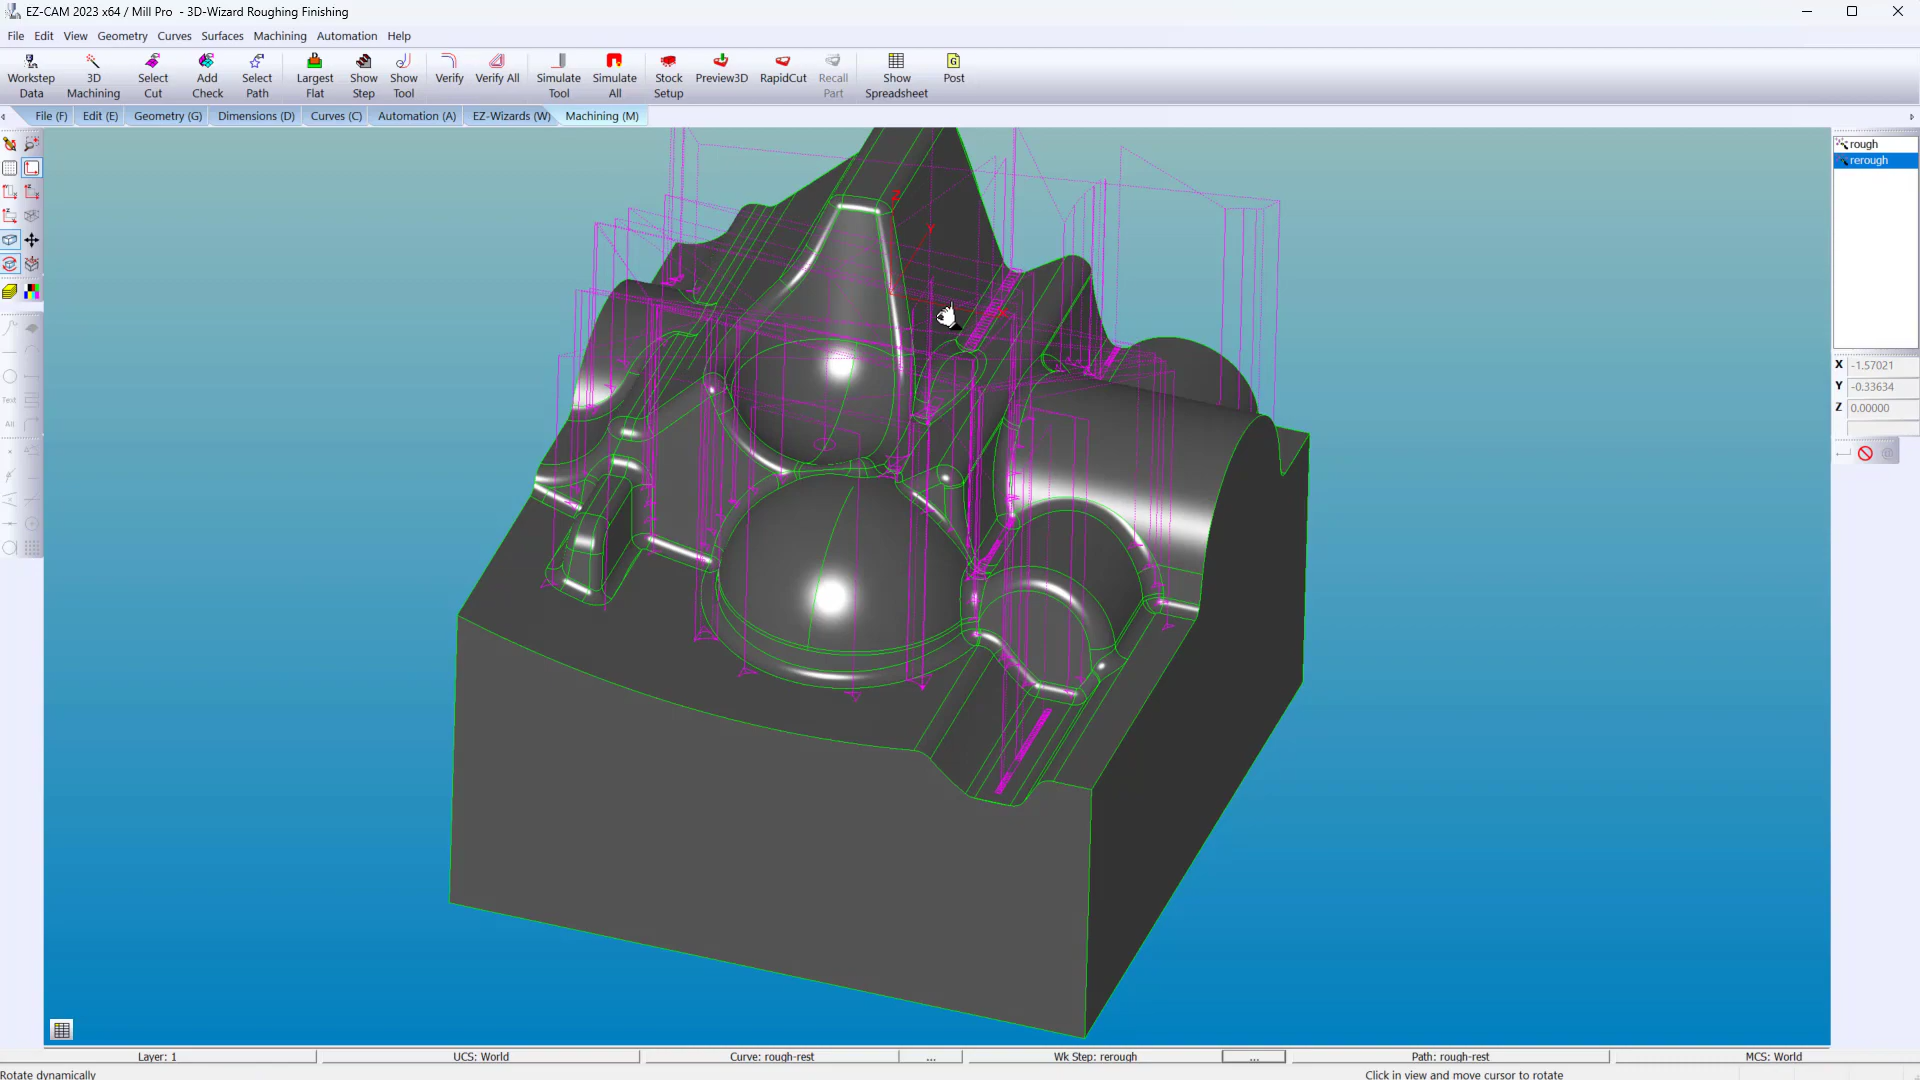 EZ-CAM 2023 x64 / Mill Pro - 3D-Wizard Roughing Finishing
File Edit View Geometry Curves Surfaces Machining Automation Help
Workstep Data
3D Machining
Select Cut
Add Check
Select Path
Largest Flat
Show Step
Show Tool
Verify
Verify All
Simulate Tool
Simulate All
Stock Setup
Preview3D
RapidCut
Recall Part
Show Spreadsheet
Post
File (F) Edit (E) Geometry (G) Dimensions (D) Curves (C) Automation (A) EZ-Wizards (W) Machining (M)
rough
rerough
Z
Y
X
X -1.57021
Y -0.33634
Z 0.00000
Text
All
Layer: 1 UCS: World Curve: rough-rest ... Wk Step: rerough ... Path: rough-rest MCS: World
Rotate dynamically Click in view and move cursor to rotate